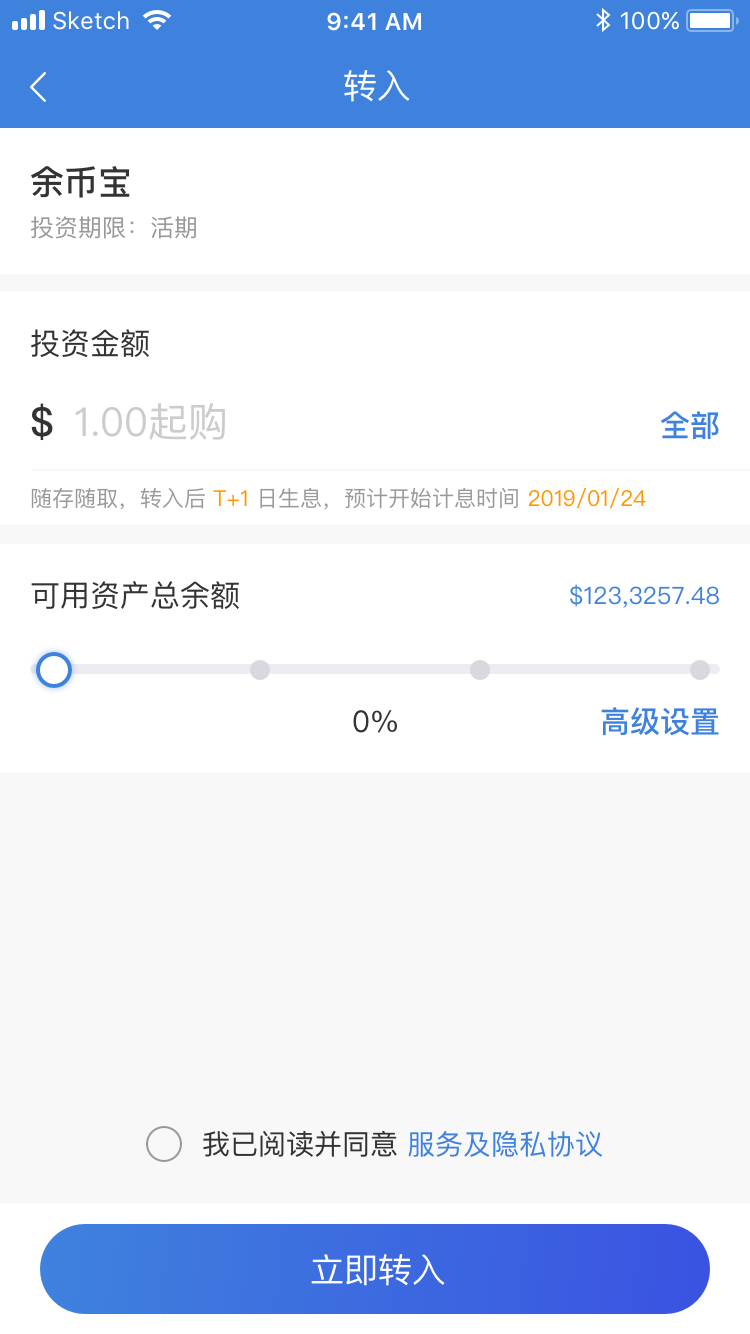 Sketch 9:41 AM 100%
转入
余币宝
投资期限：活期
投资金额
$ 1.00起购 全部
随存随取，转入后 T+1 日生息，预计开始计息时间 2019/01/24
可用资产总余额 $123,3257.48
0% 高级设置
我已阅读并同意 服务及隐私协议
立即转入